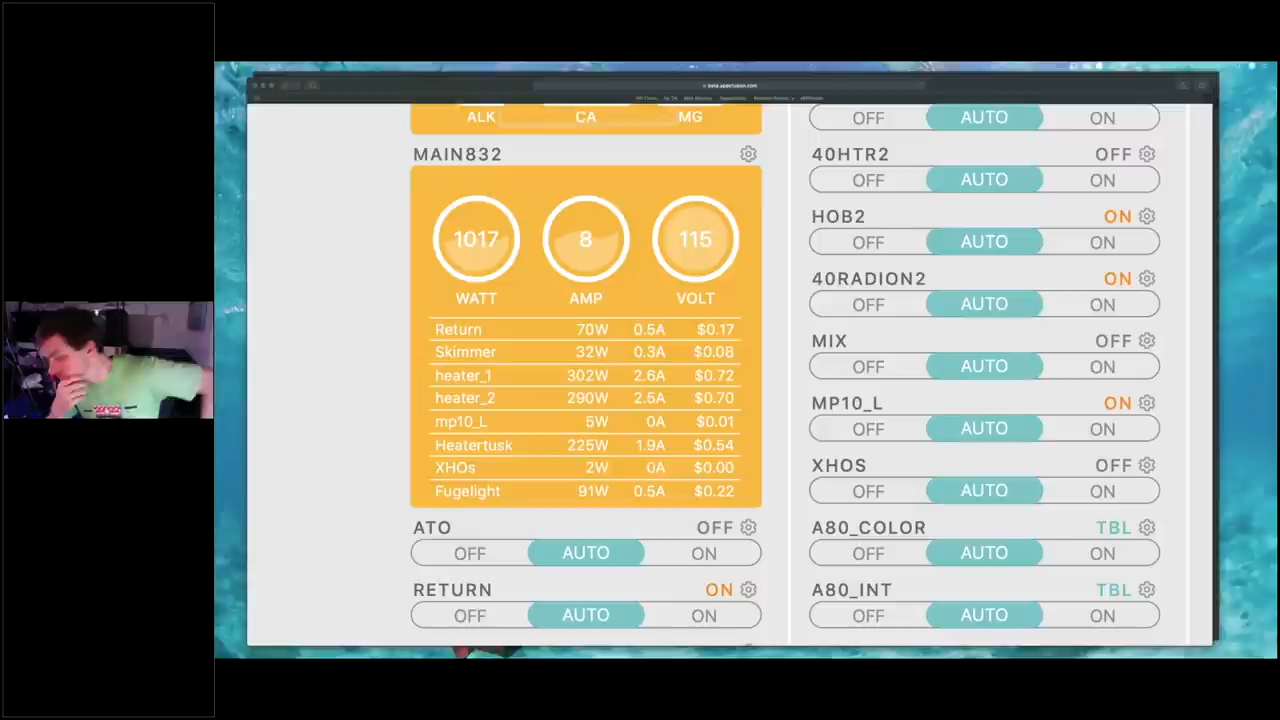 beta.apexfusion.com
ALK CA MG
MAIN832
1017 8 115
WATT AMP VOLT
Return 70W 0.5A $0.17
Skimmer 32W 0.3A $0.08
heater_1 302W 2.6A $0.72
heater_2 290W 2.5A $0.70
mp10_L 5W 0A $0.01
Heatertusk 225W 1.9A $0.54
XHOs 2W 0A $0.00
Fugelight 91W 0.5A $0.22
ATO OFF
OFF AUTO ON
RETURN ON
OFF AUTO ON
OFF AUTO ON
40HTR2 OFF
OFF AUTO ON
HOB2 ON
OFF AUTO ON
40RADION2 ON
OFF AUTO ON
MIX OFF
OFF AUTO ON
MP10_L ON
OFF AUTO ON
XHOS OFF
OFF AUTO ON
A80_COLOR TBL
OFF AUTO ON
A80_INT TBL
OFF AUTO ON